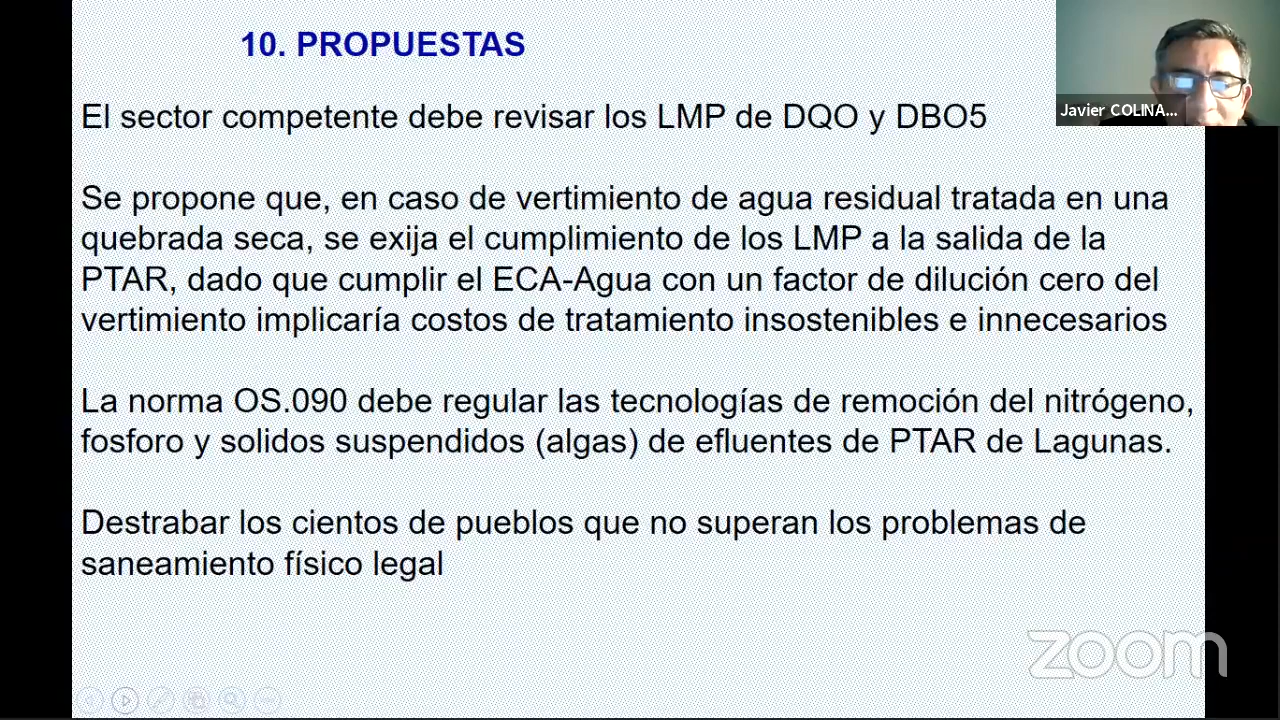 10. PROPUESTAS
Javier COLINA...
El sector competente debe revisar los LMP de DQO y DBO5
Se propone que, en caso de vertimiento de agua residual tratada en una
quebrada seca, se exija el cumplimiento de los LMP a la salida de la
PTAR, dado que cumplir el ECA-Agua con un factor de dilución cero del
vertimiento implicaría costos de tratamiento insostenibles e innecesarios
La norma OS.090 debe regular las tecnologías de remoción del nitrógeno,
fosforo y solidos suspendidos (algas) de efluentes de PTAR de Lagunas.
Destrabar los cientos de pueblos que no superan los problemas de
saneamiento físico legal
zoom